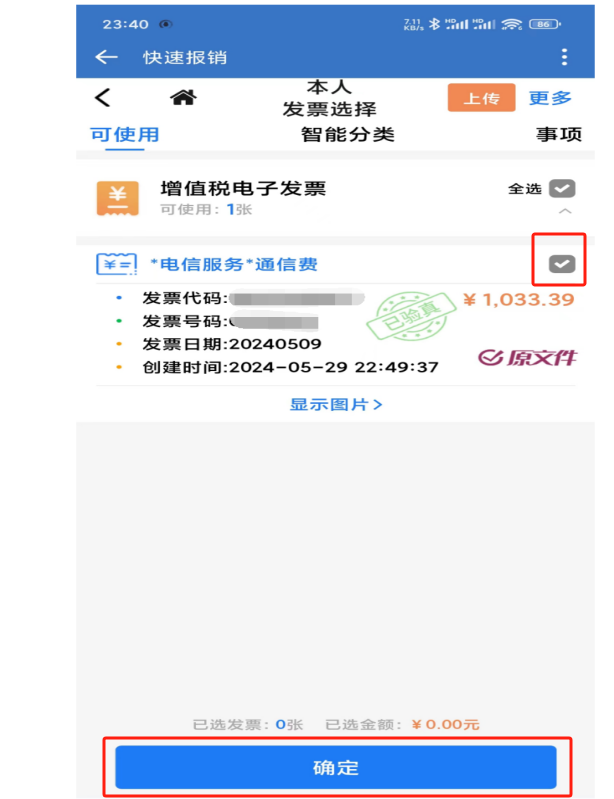 23:40 7.11 KB/s HD HD 86
快速报销
本人
发票选择
上传 更多
可使用 智能分类 事项
增值税电子发票
全选
可使用：1张
*电信服务*通信费
发票代码:
¥1,033.39
已验真
发票号码:
发票日期:20240509
原文件
创建时间:2024-05-29 22:49:37
显示图片>
已选发票：0张 已选金额：¥0.00元
确定